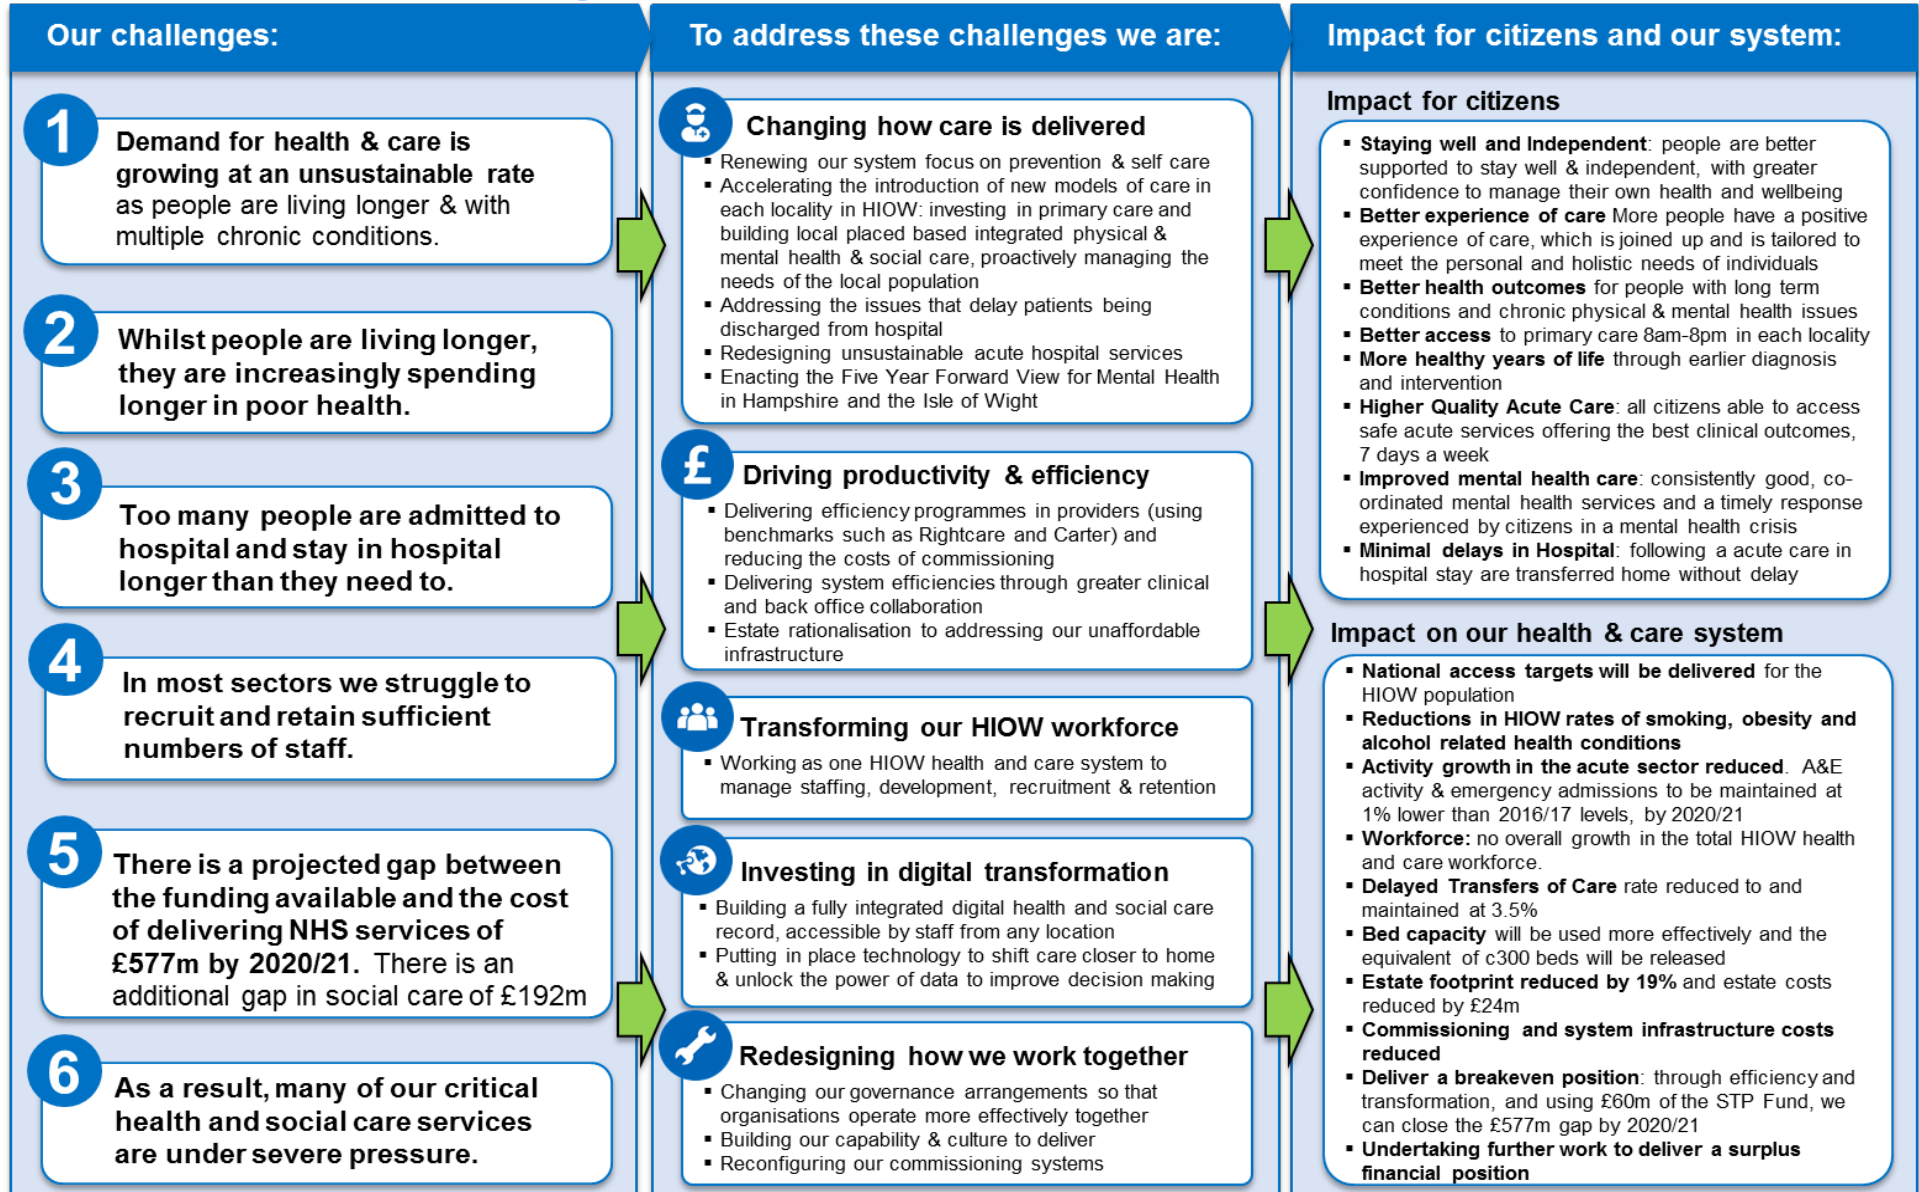 Our challenges:
1
Demand for health & care is
growing at an unsustainable rate
as people are living longer & with
multiple chronic conditions.
2
Whilst people are living longer,
they are increasingly spending
longer in poor health.
3
Too many people are admitted to
hospital and stay in hospital
longer than they need to.
4
In most sectors we struggle to
recruit and retain sufficient
numbers of staff.
5
There is a projected gap between
the funding available and the cost
of delivering NHS services of
£577m by 2020/21. There is an
additional gap in social care of £192m
6
As a result, many of our critical
health and social care services
are under severe pressure.
To address these challenges we are:
Changing how care is delivered
▪ Renewing our system focus on prevention & self care
▪ Accelerating the introduction of new models of care in
each locality in HIOW: investing in primary care and
building local placed based integrated physical &
mental health & social care, proactively managing the
needs of the local population
▪ Addressing the issues that delay patients being
discharged from hospital
▪ Redesigning unsustainable acute hospital services
▪ Enacting the Five Year Forward View for Mental Health
in Hampshire and the Isle of Wight
£
Driving productivity & efficiency
▪ Delivering efficiency programmes in providers (using
benchmarks such as Rightcare and Carter) and
reducing the costs of commissioning
▪ Delivering system efficiencies through greater clinical
and back office collaboration
▪ Estate rationalisation to addressing our unaffordable
infrastructure
Transforming our HIOW workforce
▪ Working as one HIOW health and care system to
manage staffing, development, recruitment & retention
Investing in digital transformation
▪ Building a fully integrated digital health and social care
record, accessible by staff from any location
▪ Putting in place technology to shift care closer to home
& unlock the power of data to improve decision making
Redesigning how we work together
▪ Changing our governance arrangements so that
organisations operate more effectively together
▪ Building our capability & culture to deliver
▪ Reconfiguring our commissioning systems
Impact for citizens and our system:
Impact for citizens
▪ Staying well and Independent: people are better
supported to stay well & independent, with greater
confidence to manage their own health and wellbeing
▪ Better experience of care More people have a positive
experience of care, which is joined up and is tailored to
meet the personal and holistic needs of individuals
▪ Better health outcomes for people with long term
conditions and chronic physical & mental health issues
▪ Better access to primary care 8am-8pm in each locality
▪ More healthy years of life through earlier diagnosis
and intervention
▪ Higher Quality Acute Care: all citizens able to access
safe acute services offering the best clinical outcomes,
7 days a week
▪ Improved mental health care: consistently good, co-
ordinated mental health services and a timely response
experienced by citizens in a mental health crisis
▪ Minimal delays in Hospital: following a acute care in
hospital stay are transferred home without delay
Impact on our health & care system
▪ National access targets will be delivered for the
HIOW population
▪ Reductions in HIOW rates of smoking, obesity and
alcohol related health conditions
▪ Activity growth in the acute sector reduced. A&E
activity & emergency admissions to be maintained at
1% lower than 2016/17 levels, by 2020/21
▪ Workforce: no overall growth in the total HIOW health
and care workforce.
▪ Delayed Transfers of Care rate reduced to and
maintained at 3.5%
▪ Bed capacity will be used more effectively and the
equivalent of c300 beds will be released
▪ Estate footprint reduced by 19% and estate costs
reduced by £24m
▪ Commissioning and system infrastructure costs
reduced
▪ Deliver a breakeven position: through efficiency and
transformation, and using £60m of the STP Fund, we
can close the £577m gap by 2020/21
▪ Undertaking further work to deliver a surplus
financial position